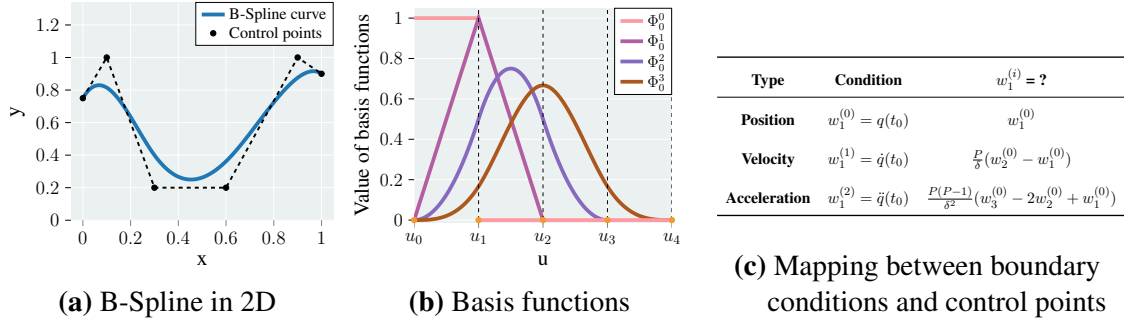 1.2
1
0.8
0.6
0.4
0.2
0
y
B-Spline curve
Control points
0 0.2 0.4 0.6 0.8 1
x
(a) B-Spline in 2D
1
0.8
0.6
0.4
0.2
0
Value of basis functions
Φ₀⁰
Φ₀¹
Φ₀²
Φ₀³
u₀ u₁ u₂ u₃ u₄
u
(b) Basis functions
Type Condition w₁⁽ⁱ⁾ = ?
Position w₁⁽⁰⁾ = q(t₀) w₁⁽⁰⁾
Velocity w₁⁽¹⁾ = q̇(t₀) P/δ (w₂⁽⁰⁾ − w₁⁽⁰⁾)
Acceleration w₁⁽²⁾ = q̈(t₀) P(P−1)/δ² (w₃⁽⁰⁾ − 2w₂⁽⁰⁾ + w₁⁽⁰⁾)
(c) Mapping between boundary
conditions and control points